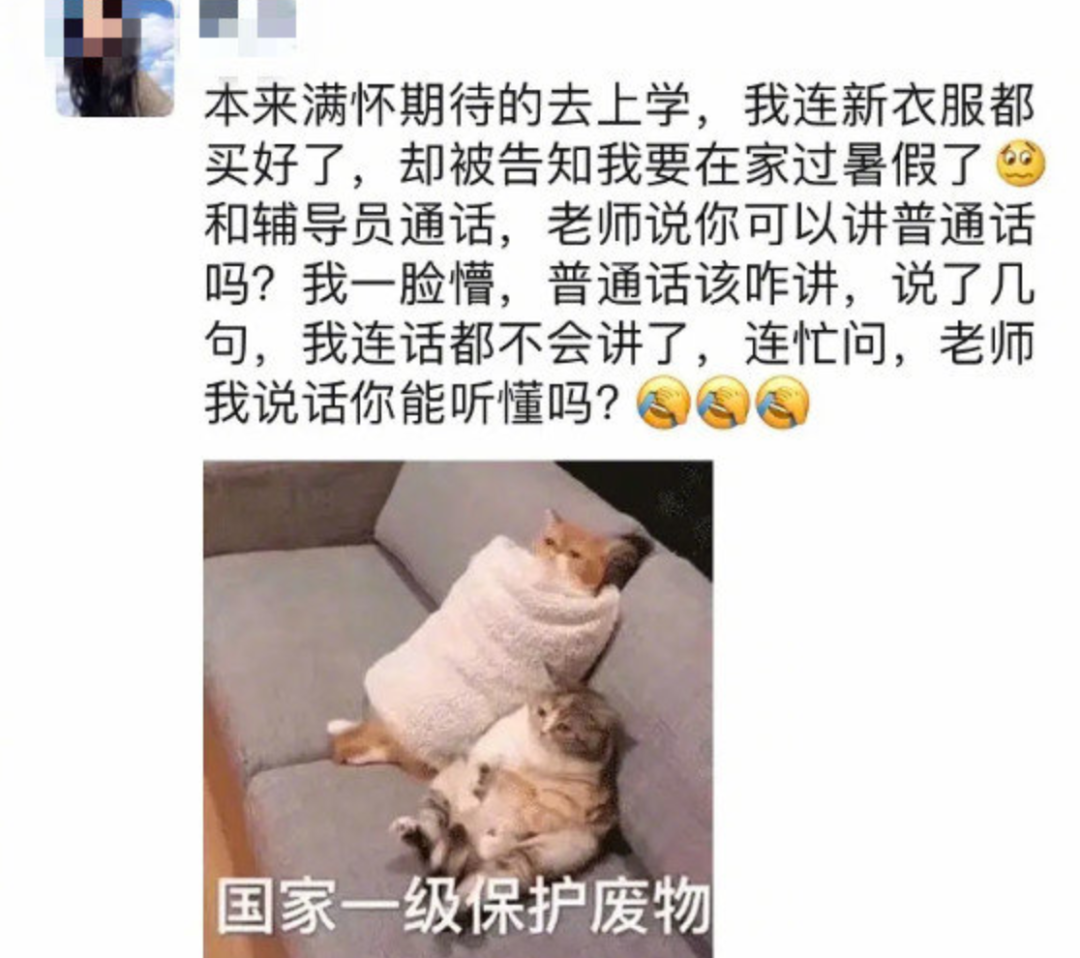 本来满怀期待的去上学，我连新衣服都
买好了，却被告知我要在家过暑假了
和辅导员通话，老师说你可以讲普通话
吗？我一脸懵，普通话该咋讲，说了几
句，我连话都不会讲了，连忙问，老师
我说话你能听懂吗？
国家一级保护废物